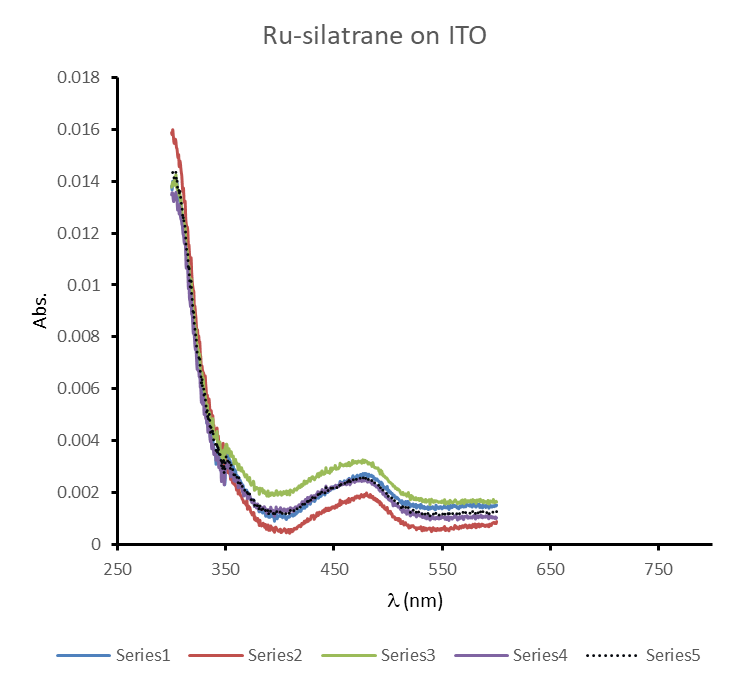 Ru-silatrane on ITO
0.018
0.016
0.014
0.012
0.01
0.008
0.006
0.004
0.002
0
Abs.
250 350 450 550 650 750
λ (nm)
Series1 Series2 Series3 Series4 Series5